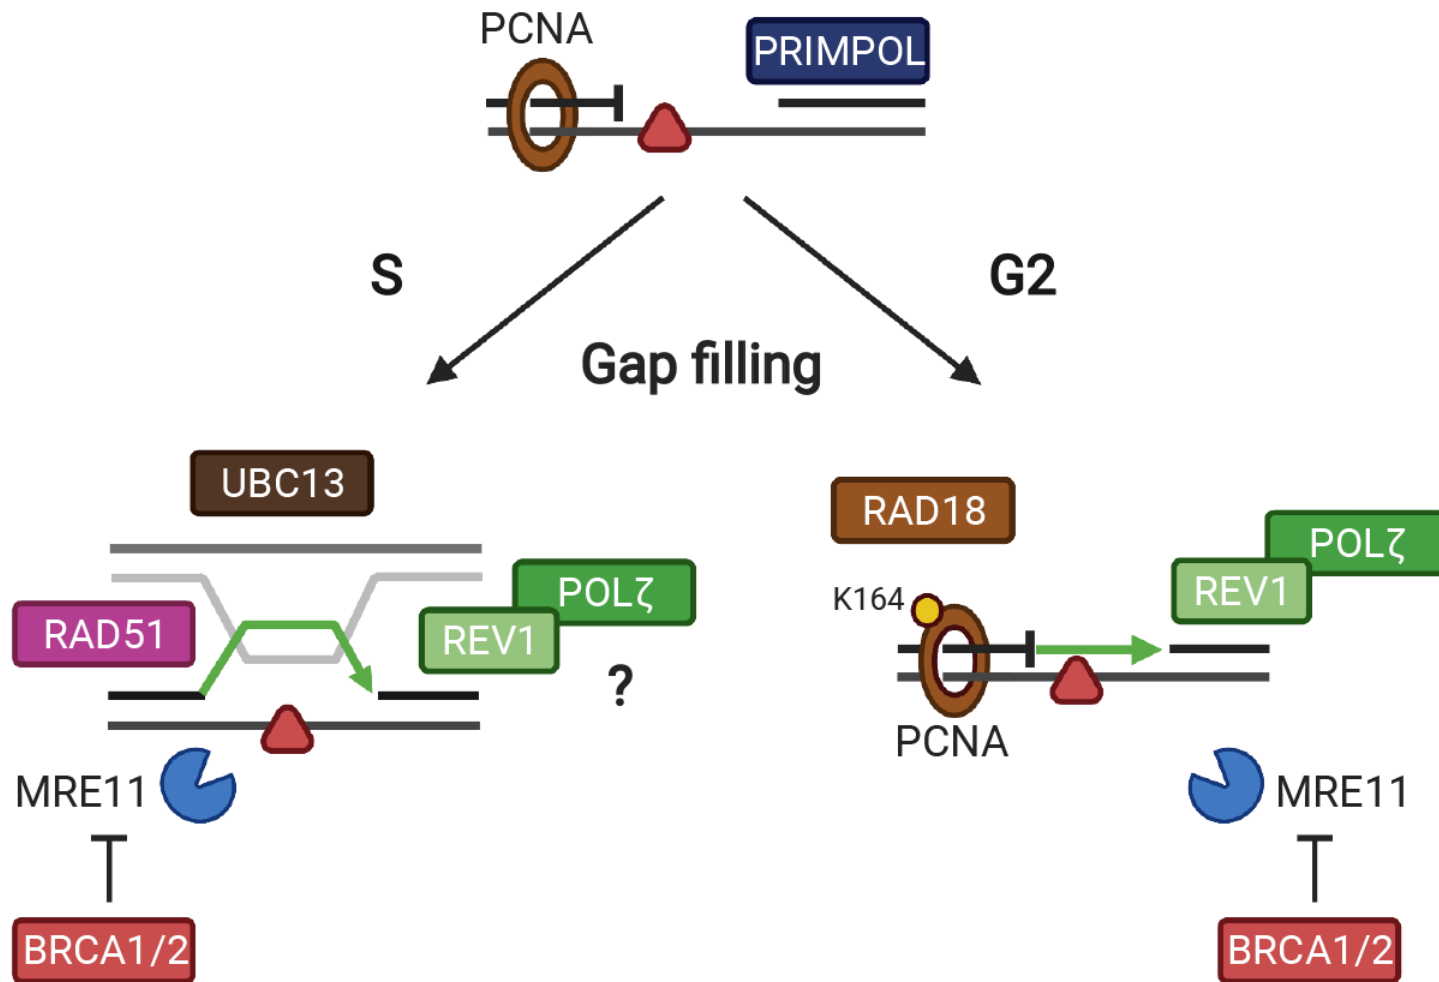 PCNA
PRIMPOL
S
G2
Gap filling
UBC13
RAD51
REV1
POLζ
?
MRE11
BRCA1/2
RAD18
K164
POLζ
REV1
PCNA
MRE11
BRCA1/2